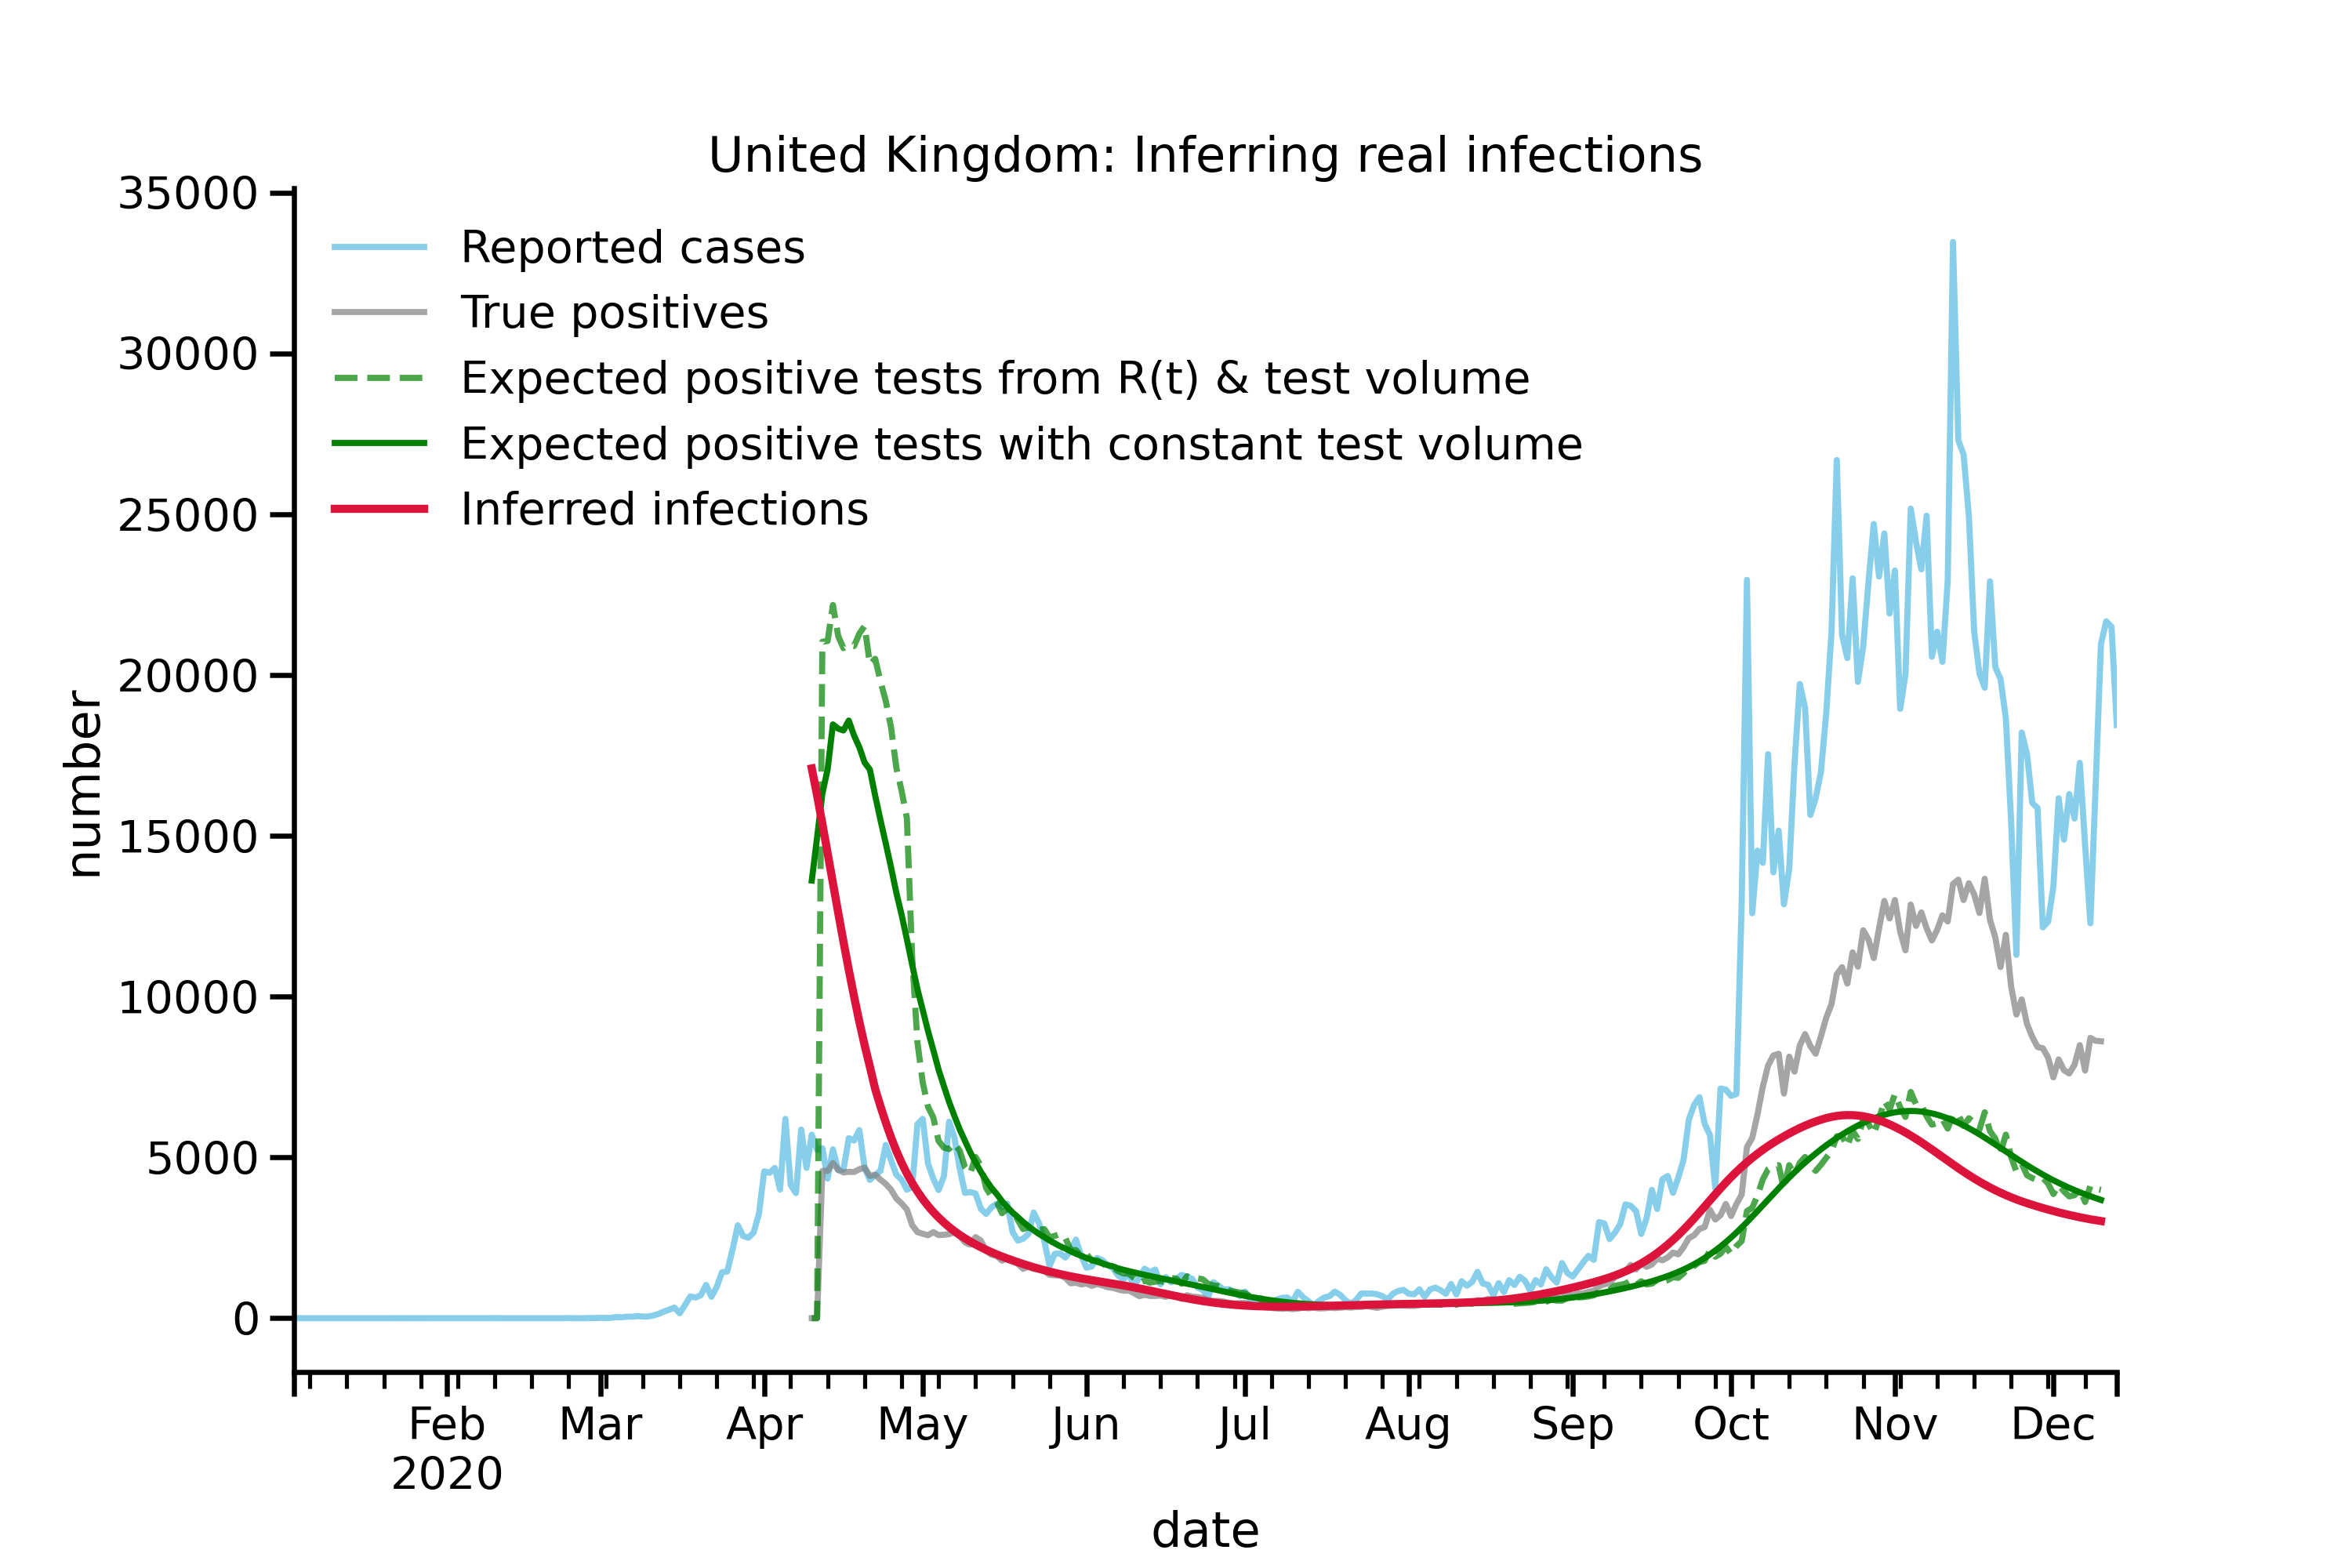 United Kingdom: Inferring real infections
35000
30000
25000
20000
15000
10000
5000
0
number
Reported cases
True positives
Expected positive tests from R(t) & test volume
Expected positive tests with constant test volume
Inferred infections
Feb Mar Apr May Jun Jul Aug Sep Oct Nov Dec
2020
date